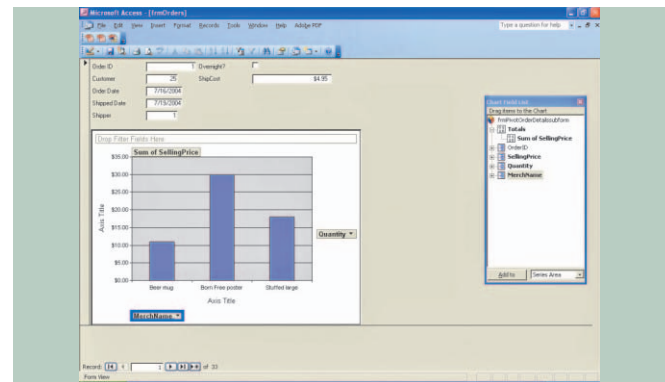 Microsoft Access - [frmOrders]
File Edit View Insert Format Records Tools Window Help Adobe PDF
Type a question for help
Order ID 1 Overnight?
Customer 25 ShipCost $4.95
Order Date 7/16/2004
Shipped Date 7/19/2004
Shipper 1
Drop Filter Fields Here
Sum of SellingPrice
$35.00
$30.00
$25.00
$20.00
$15.00
$10.00
$5.00
$0.00
Axis Title
Bear mug Born Free poster Stuffed large
Axis Title
Quantity
MerchName
Chart Field List
Drag items to the Chart
frmPivotOrderDetailssubform
Totals
Sum of SellingPrice
OrderID
SellingPrice
Quantity
MerchName
Add to Series Area
Record: 1 of 33
Form View